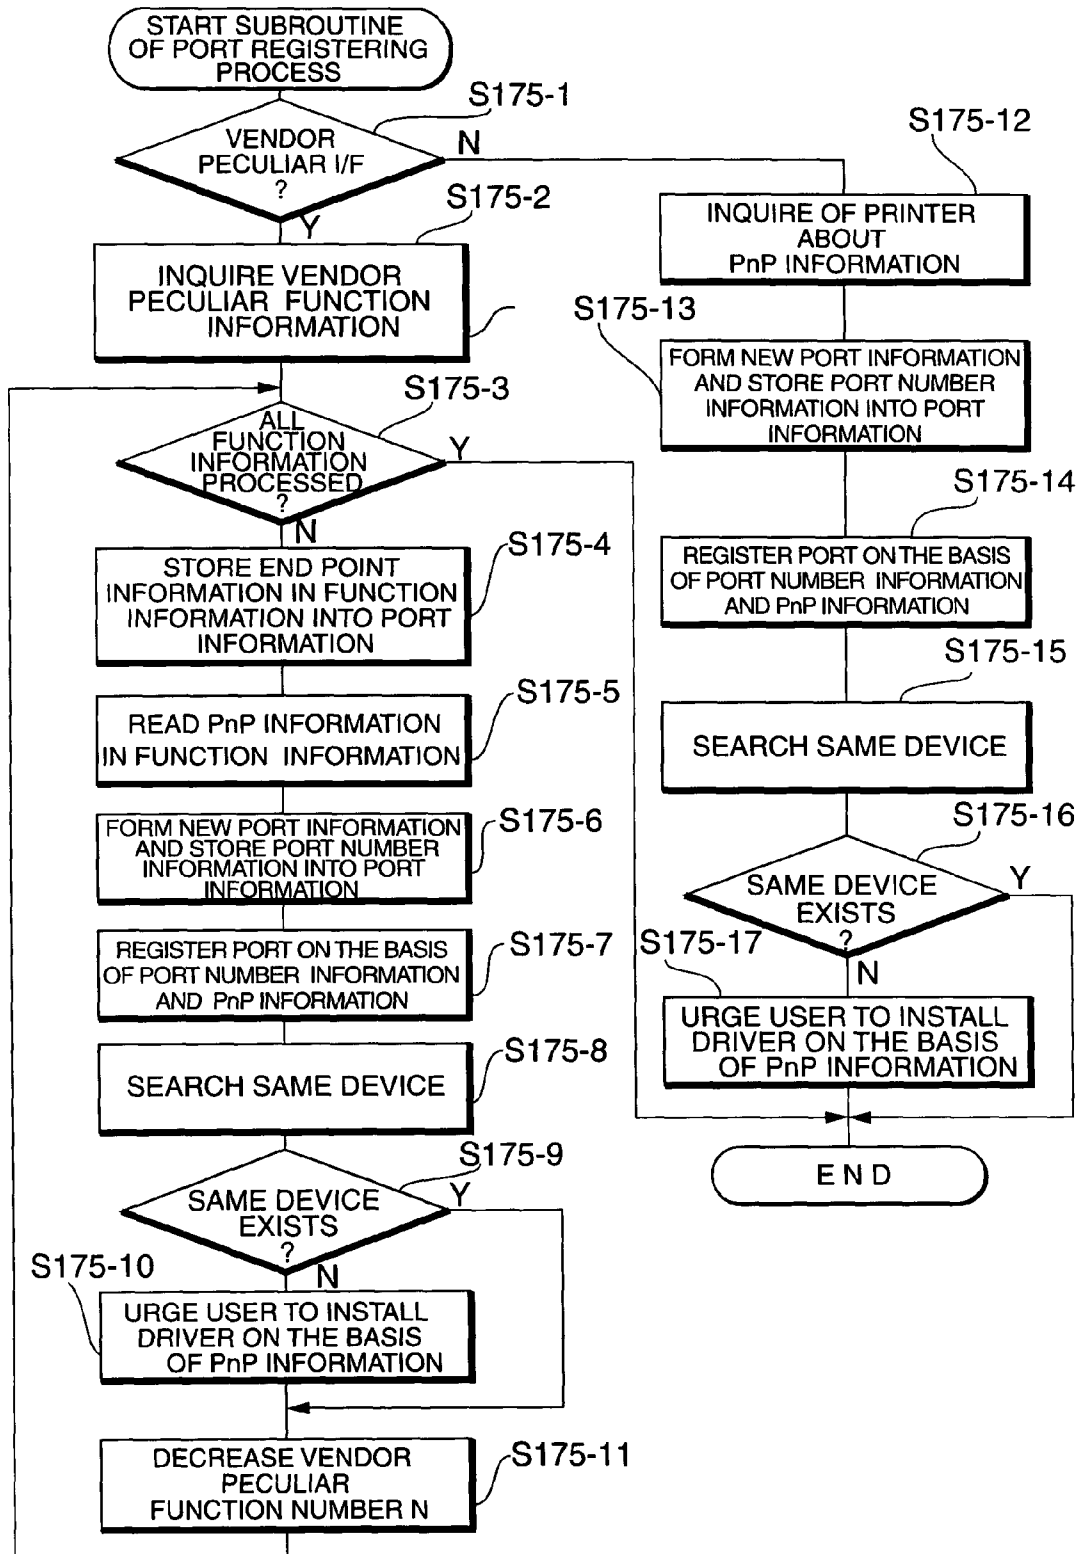 START SUBROUTINE
OF PORT REGISTERING
PROCESS
S175-1
VENDOR
PECULIAR I/F
?
N
Y
S175-2
INQUIRE VENDOR
PECULIAR FUNCTION
INFORMATION
S175-3
ALL
FUNCTION
INFORMATION
PROCESSED
?
Y
N
S175-4
STORE END POINT
INFORMATION IN FUNCTION
INFORMATION INTO PORT
INFORMATION
S175-5
READ PnP INFORMATION
IN FUNCTION INFORMATION
S175-6
FORM NEW PORT INFORMATION
AND STORE PORT NUMBER
INFORMATION INTO PORT
INFORMATION
S175-7
REGISTER PORT ON THE BASIS
OF PORT NUMBER INFORMATION
AND PnP INFORMATION
S175-8
SEARCH SAME DEVICE
S175-9
SAME DEVICE
EXISTS
?
Y
N
S175-10
URGE USER TO INSTALL
DRIVER ON THE BASIS
OF PnP INFORMATION
S175-11
DECREASE VENDOR
PECULIAR
FUNCTION NUMBER N
S175-12
INQUIRE OF PRINTER
ABOUT
PnP INFORMATION
S175-13
FORM NEW PORT INFORMATION
AND STORE PORT NUMBER
INFORMATION INTO PORT
INFORMATION
S175-14
REGISTER PORT ON THE BASIS
OF PORT NUMBER INFORMATION
AND PnP INFORMATION
S175-15
SEARCH SAME DEVICE
S175-16
SAME DEVICE
EXISTS
?
Y
N
S175-17
URGE USER TO INSTALL
DRIVER ON THE BASIS
OF PnP INFORMATION
END